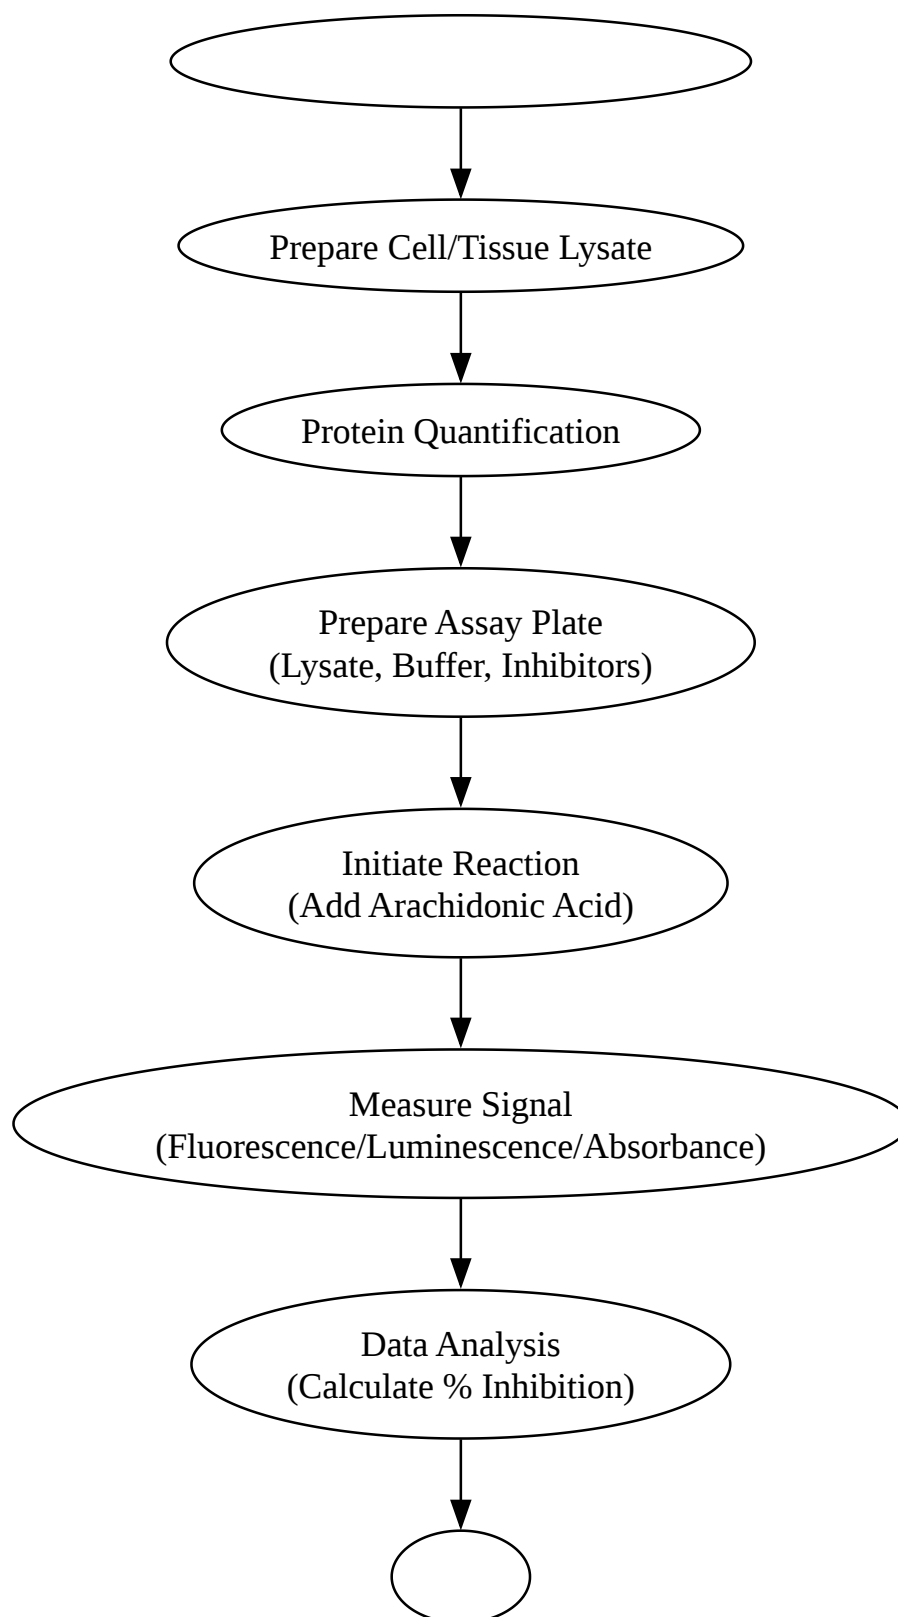 Prepare Cell/Tissue Lysate
Protein Quantification
Prepare Assay Plate
(Lysate, Buffer, Inhibitors)
Initiate Reaction
(Add Arachidonic Acid)
Measure Signal
(Fluorescence/Luminescence/Absorbance)
Data Analysis
(Calculate % Inhibition)